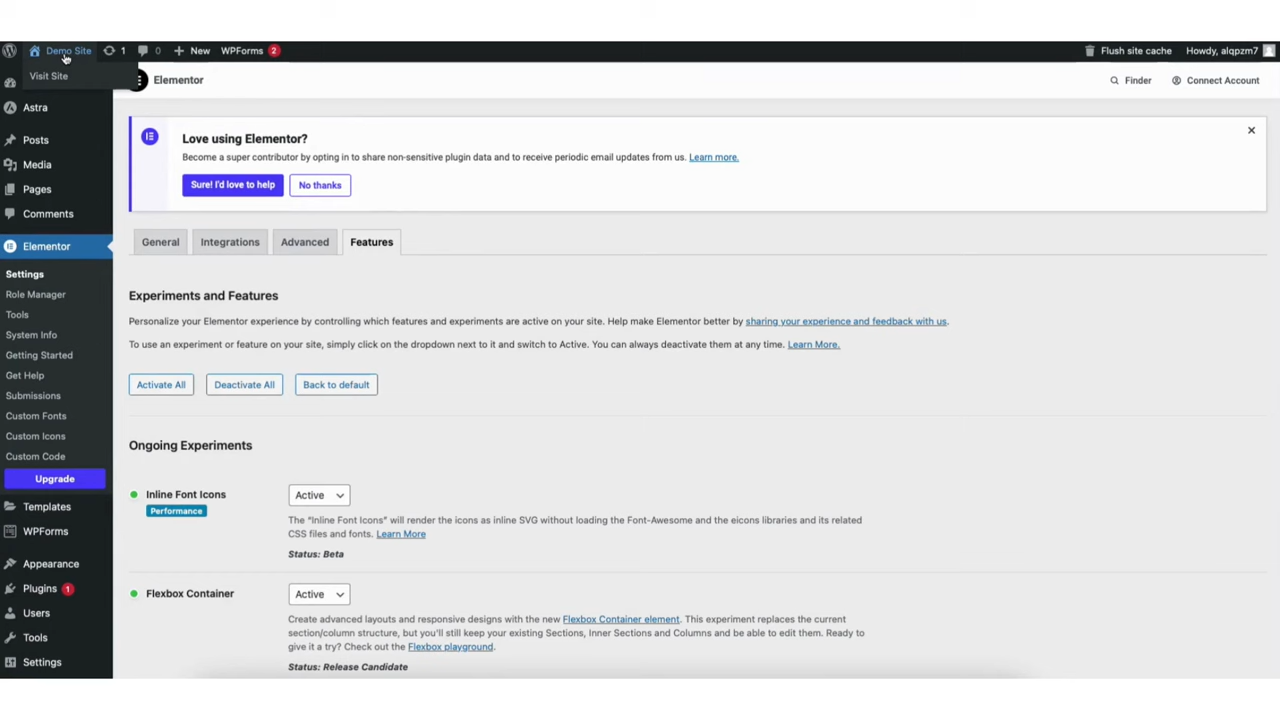 Demo Site 1 0 New WPForms 2 Flush site cache Howdy, alqpzm7
Visit Site
Elementor Finder Connect Account
Astra
Posts
Media
Pages
Comments
Elementor
Settings
Role Manager
Tools
System Info
Getting Started
Get Help
Submissions
Custom Fonts
Custom Icons
Custom Code
Upgrade
Templates
WPForms
Appearance
Plugins 1
Users
Tools
Settings
Love using Elementor?
Become a super contributor by opting in to share non-sensitive plugin data and to receive periodic email updates from us. Learn more.
Sure! I'd love to help No thanks
General Integrations Advanced Features
Experiments and Features
Personalize your Elementor experience by controlling which features and experiments are active on your site. Help make Elementor better by sharing your experience and feedback with us.
To use an experiment or feature on your site, simply click on the dropdown next to it and switch to Active. You can always deactivate them at any time. Learn More.
Activate All Deactivate All Back to default
Ongoing Experiments
Inline Font Icons Active
Performance
The "Inline Font Icons" will render the icons as inline SVG without loading the Font-Awesome and the eicons libraries and its related
CSS files and fonts. Learn More
Status: Beta
Flexbox Container Active
Create advanced layouts and responsive designs with the new Flexbox Container element. This experiment replaces the current
section/column structure, but you'll still keep your existing Sections, Inner Sections and Columns and be able to edit them. Ready to
give it a try? Check out the Flexbox playground.
Status: Release Candidate